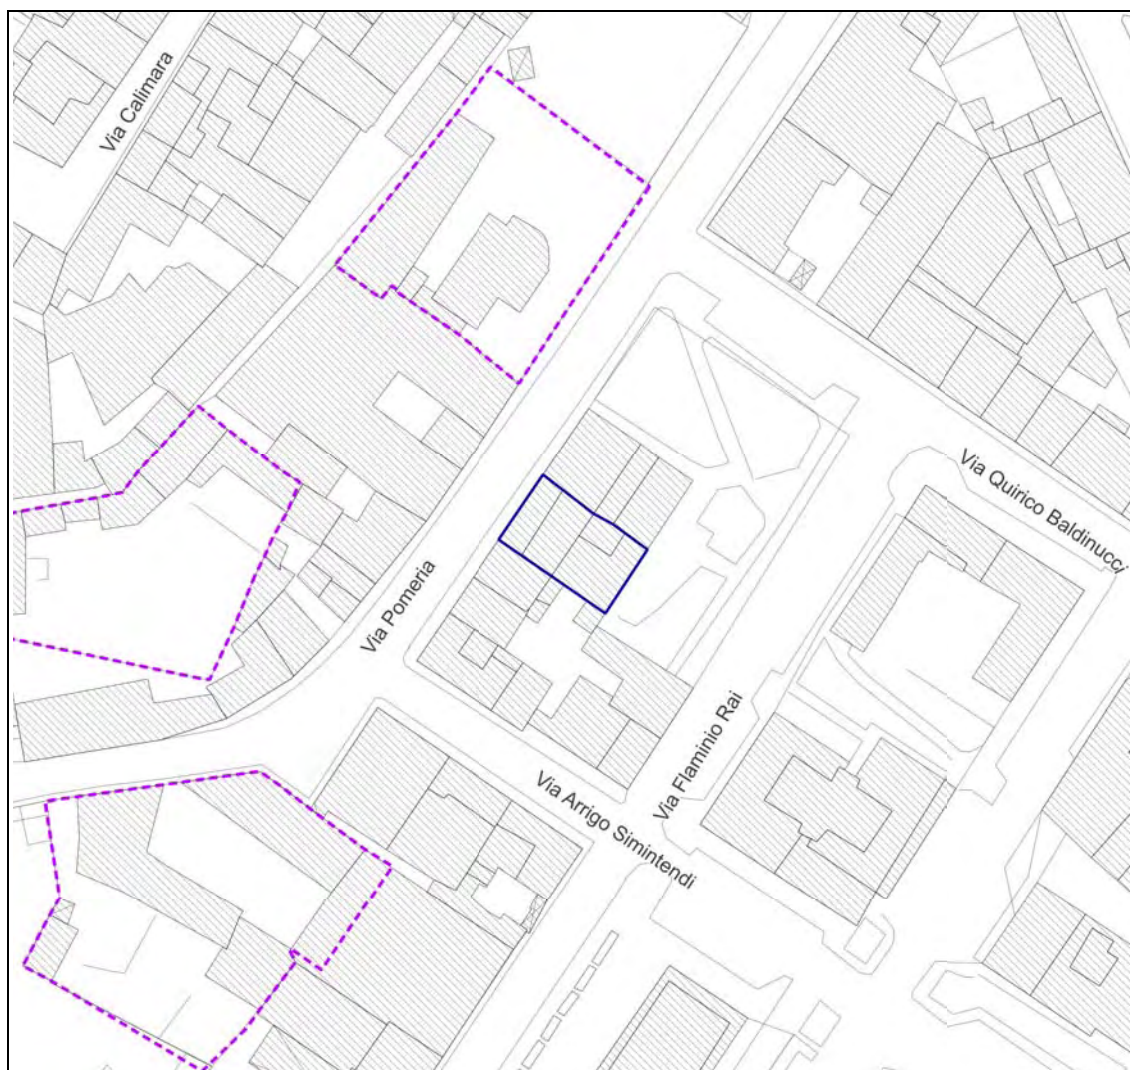 Via Calimara
Via Quirico Baldinucci
Via Pomeria
Via Flaminio Rai
Via Arrigo Simintendi